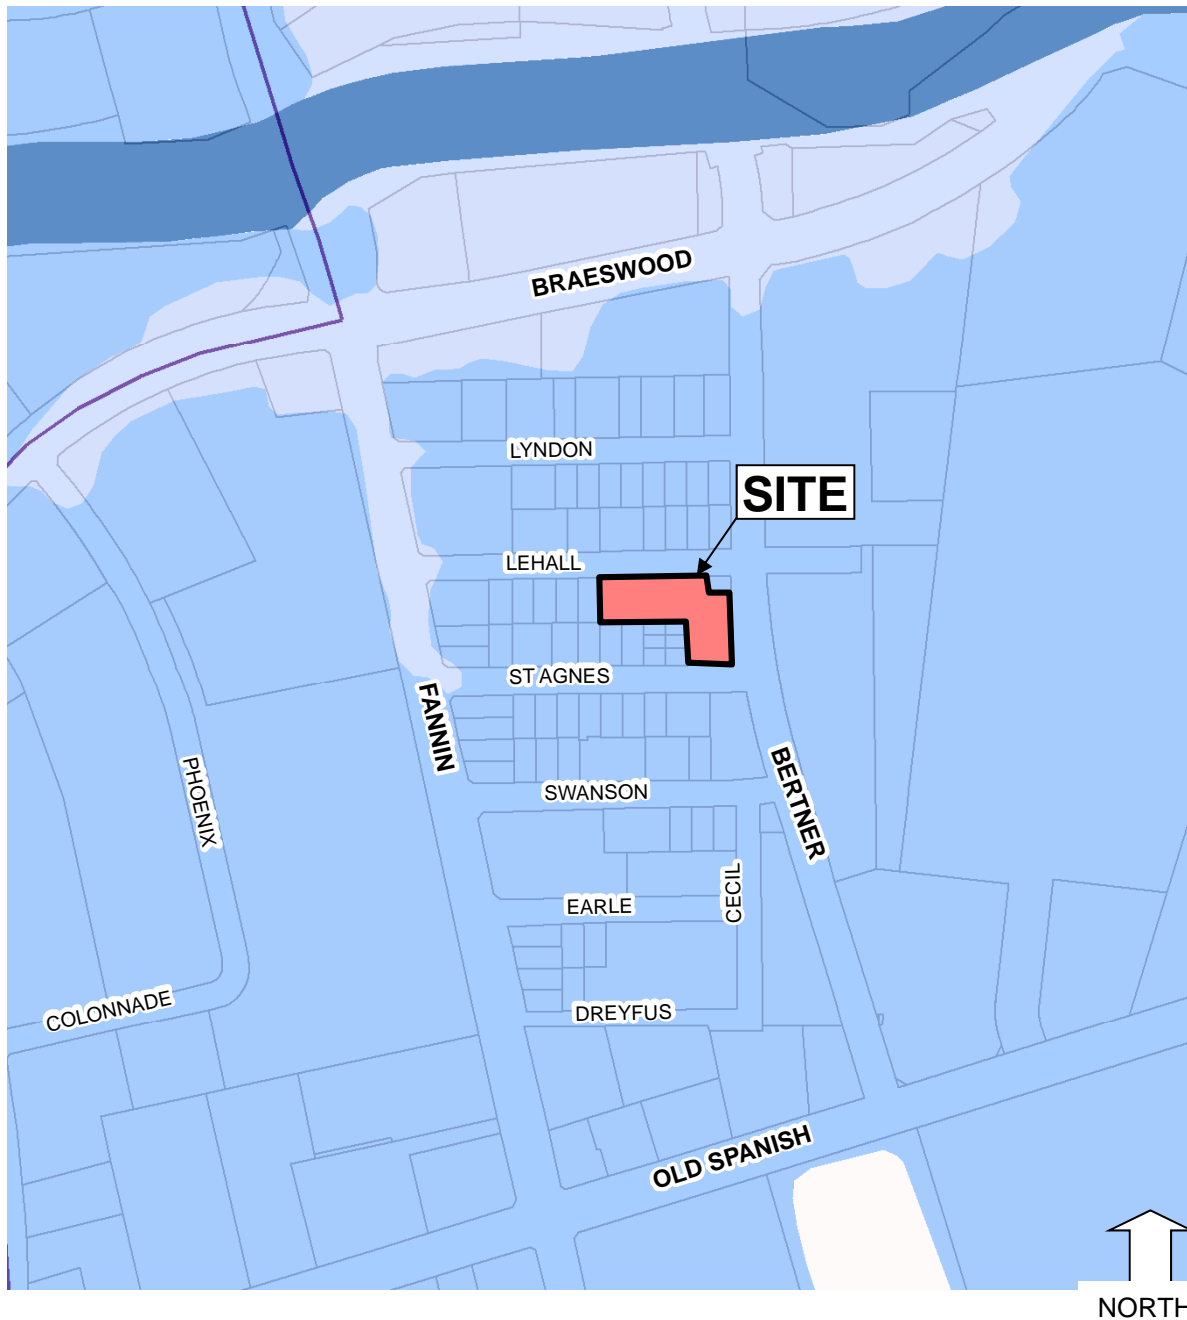 BRAESWOOD
LYNDON
SITE
LEHALL
ST AGNES
FANNIN
PHOENIX
BERTNER
SWANSON
CECIL
EARLE
COLONNADE
DREYFUS
OLD SPANISH
NORTH